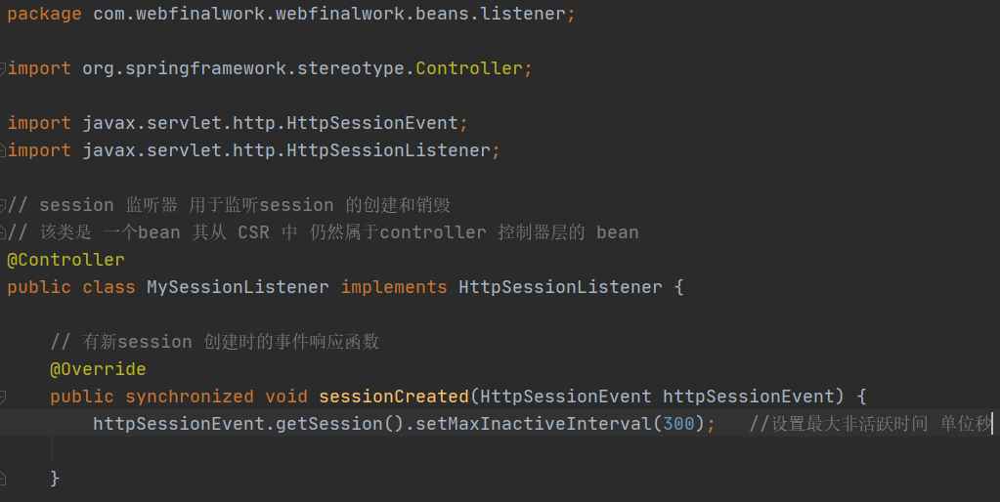 package com.webfinalwork.webfinalwork.beans.listener;
import org.springframework.stereotype.Controller;
import javax.servlet.http.HttpSessionEvent;
import javax.servlet.http.HttpSessionListener;
// session 监听器 用于监听session 的创建和销毁
// 该类是 一个bean 其从 CSR 中 仍然属于controller 控制器层的 bean
@Controller
public class MySessionListener implements HttpSessionListener {
// 有新session 创建时的事件响应函数
@Override
public synchronized void sessionCreated(HttpSessionEvent httpSessionEvent) {
httpSessionEvent.getSession().setMaxInactiveInterval(300); //设置最大非活跃时间 单位秒
}